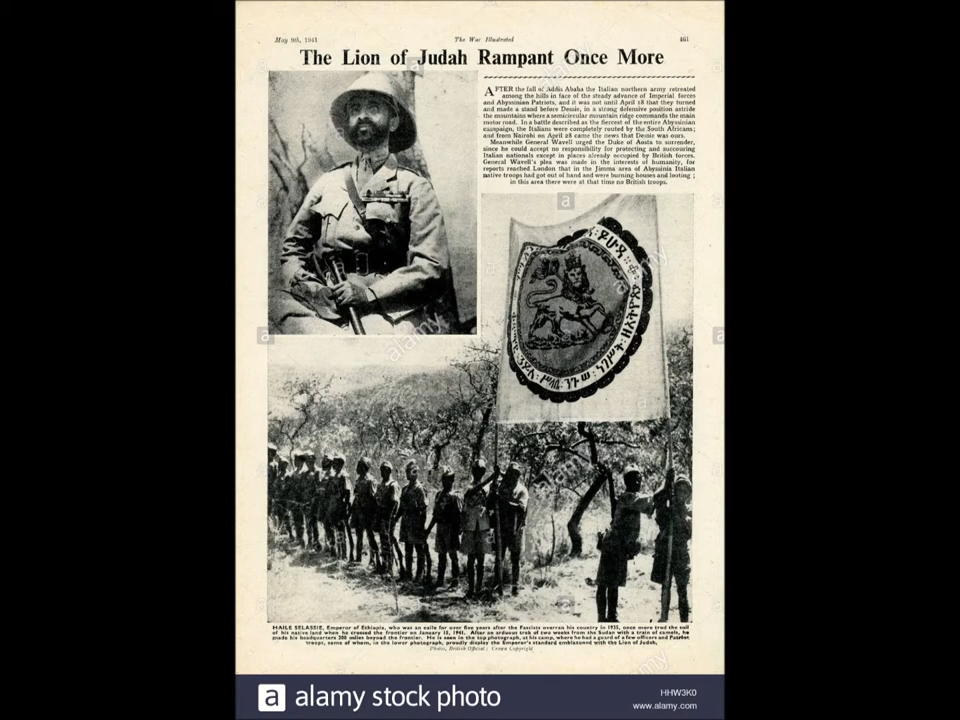 May 9th, 1941
The War Illustrated
461
The Lion of Judah Rampant Once More
AFTER the fall of Addis Ababa the Italian northern army retreated
among the hills in face of the steady advance of Imperial forces
and Abyssinian Patriots, and it was not until April 18 that they turned
and made a stand before Dessie, in a strong defensive position astride
the mountains where a semicircular mountain ridge commands the main
motor road. In a battle described as the fiercest of the entire Abyssinian
campaign, the Italians were completely routed by the South Africans;
and from Nairobi on April 28 came the news that Dessie was ours.
Meanwhile General Wavell urged the Duke of Aosta to surrender,
since he could accept no responsibility for protecting and succouring
Italian nationals except in places already occupied by British forces.
General Wavell's plea was made in the interests of humanity, for
reports reached London that in the Jimma area of Abyssinia Italian
native troops had got out of hand and were burning houses and looting ;
in this area there were at that time no British troops.
HAILE SELASSIE, Emperor of Ethiopia, who was an exile for over five years after the Fascists overran his country in 1935, once more trod the soil
of his native land when he crossed the frontier on January 15, 1941. After an arduous trek of two weeks from the Sudan with a train of camels, he
made his headquarters 200 miles beyond the frontier. He is seen in the top photograph, at his camp, where he had a guard of a few officers and Patriot
troops, some of whom, in the lower photograph, proudly display the Emperor's standard emblazoned with the Lion of Judah.
Photos, British Official: Crown Copyright
a alamy stock photo
HHW3K0
www.alamy.com